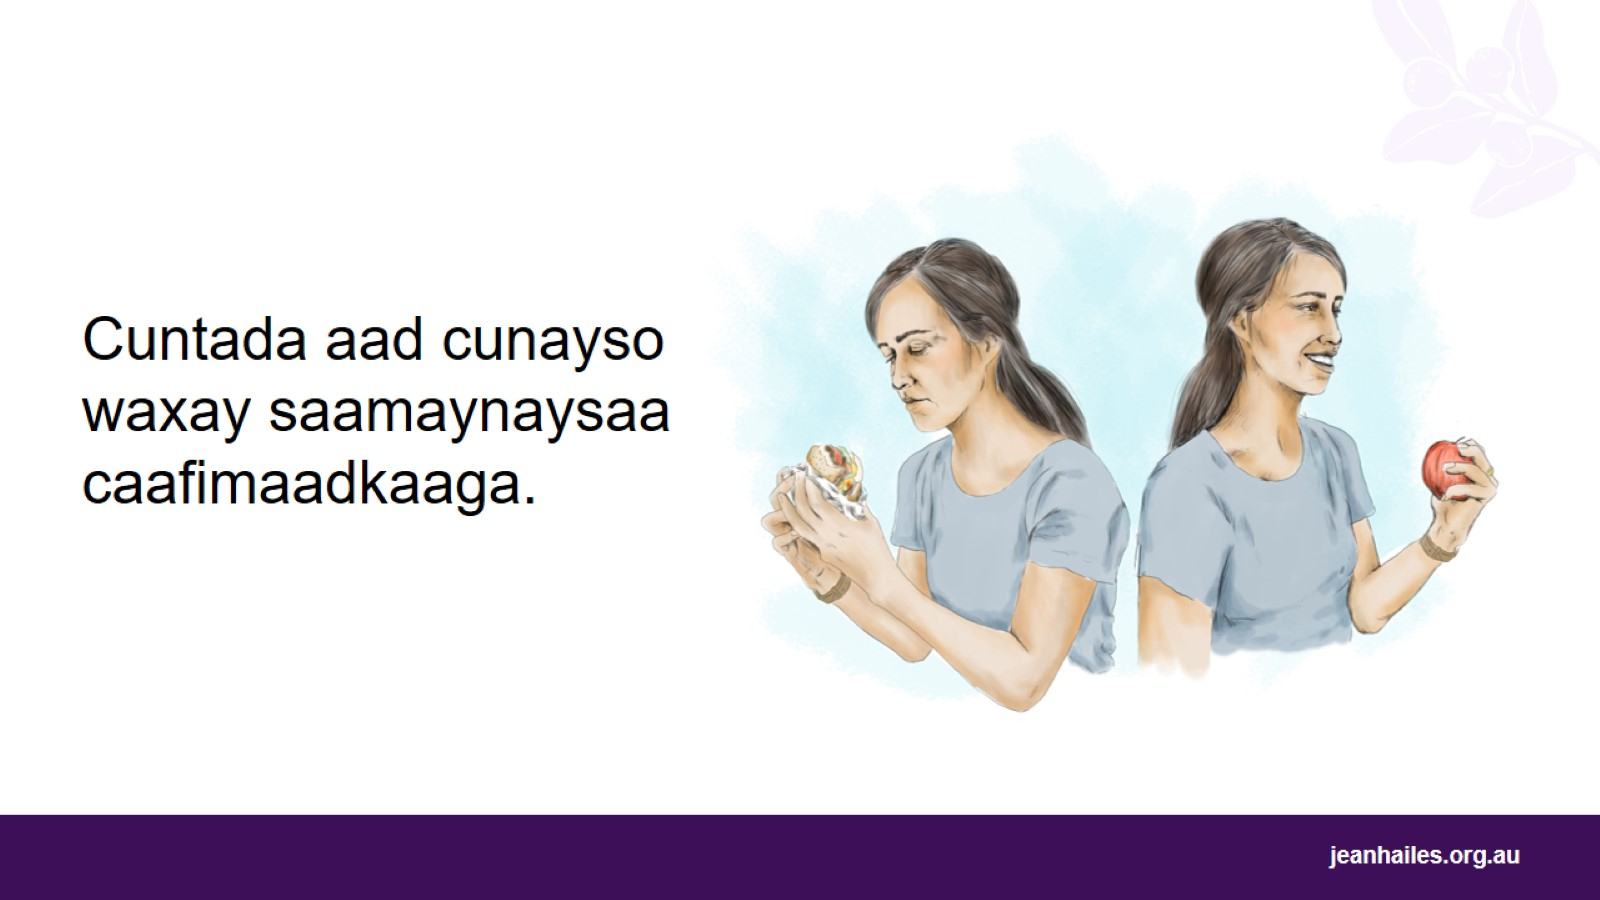 Cuntada aad cunayso
waxay saamaynaysaa
caafimaadkaaga.
jeanhailes.org.au